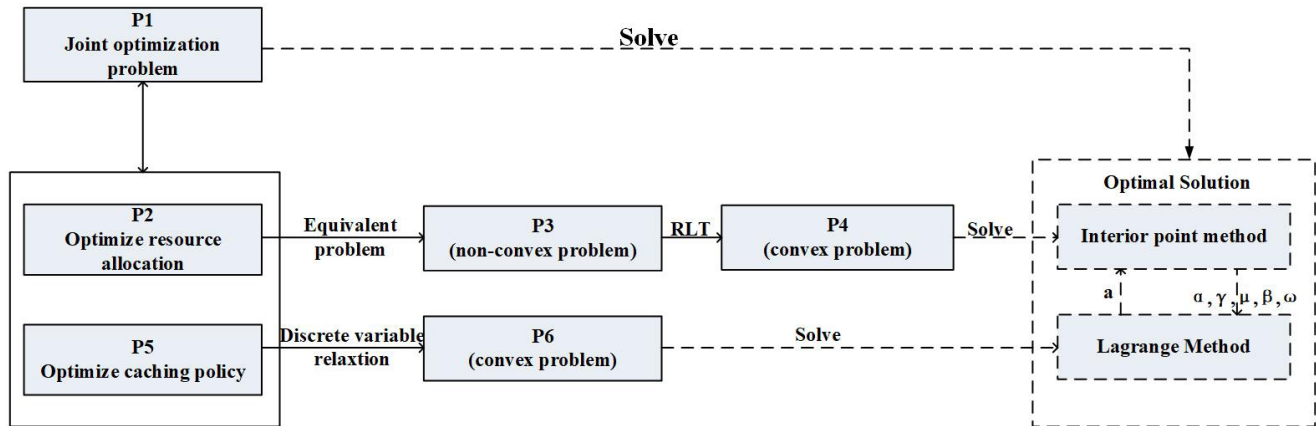 P1
Joint optimization
problem
Solve
Optimal Solution
P2
Optimize resource
allocation
Equivalent
problem
P3
(non-convex problem)
RLT
P4
(convex problem)
Solve
Interior point method
a
α, γ, μ, β, ω
P5
Optimize caching policy
Discrete variable
relaxtion
P6
(convex problem)
Solve
Lagrange Method